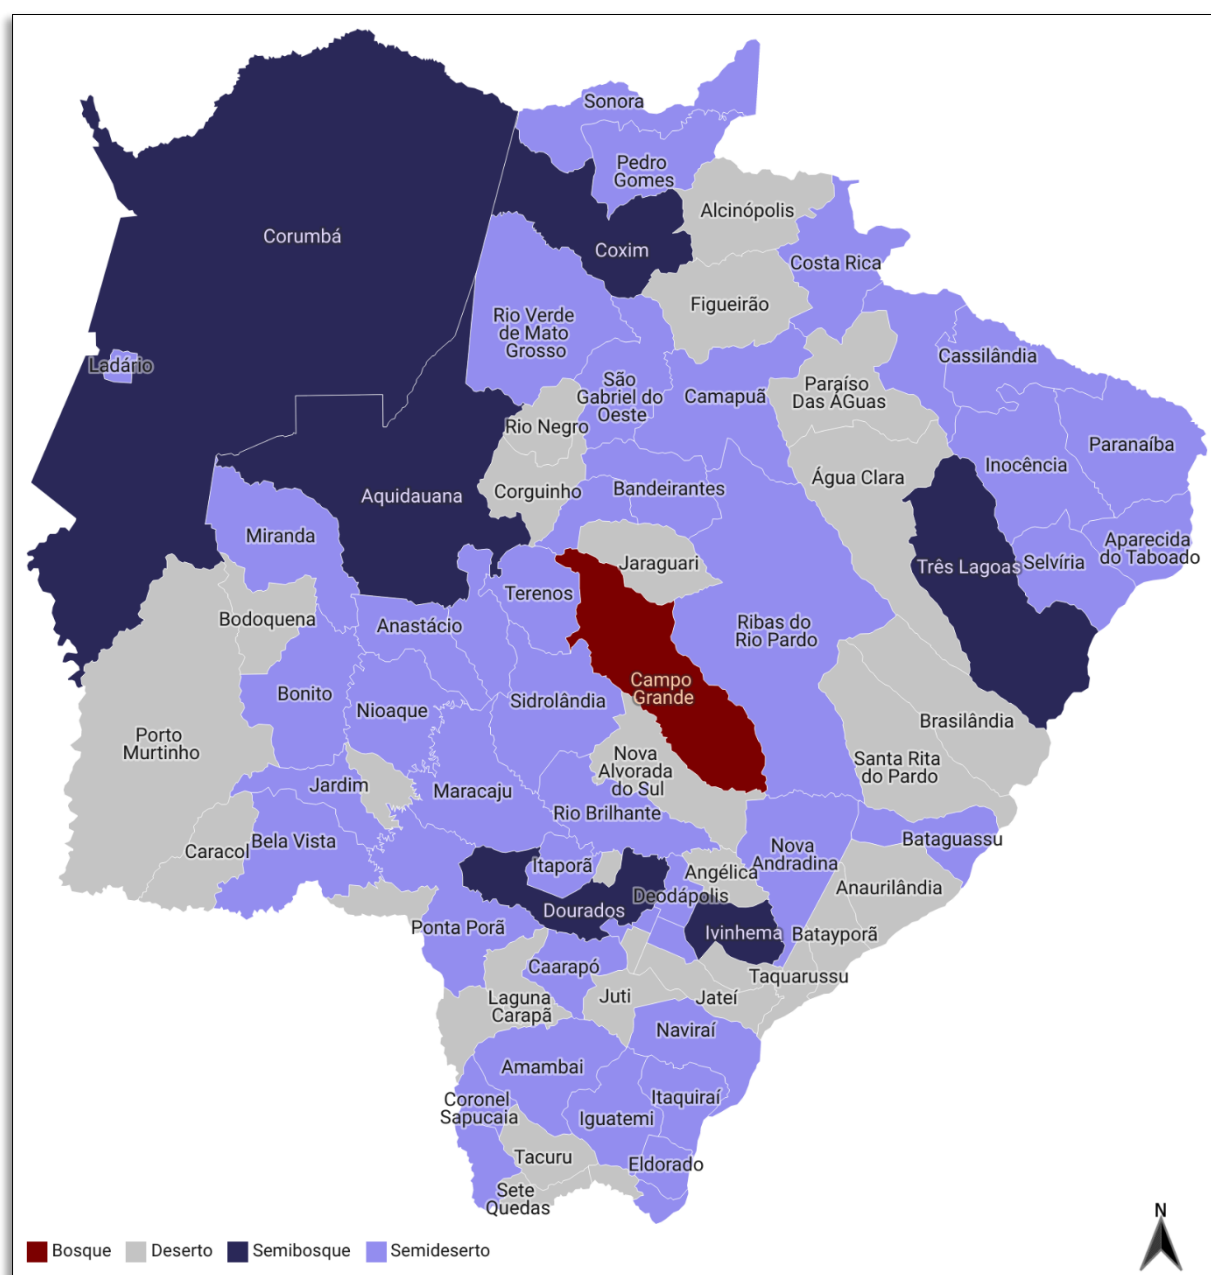 Sonora
Pedro
Gomes
Alcinópolis
Corumbá
Coxim
Costa Rica
Figueirão
Rio Verde
de Mato
Grosso
Cassilândia
Ladário
São
Gabriel do
Oeste
Camapuã
Paraíso
Das ÁGuas
Rio Negro
Paranaíba
Inocência
Água Clara
Corguinho
Bandeirantes
Aquidauana
Miranda
Aparecida
do Taboado
Jaraguari
Três Lagoas
Selvíria
Terenos
Bodoquena
Anastácio
Ribas do
Rio Pardo
Campo
Grande
Bonito
Sidrolândia
Nioaque
Brasilândia
Porto
Murtinho
Nova
Alvorada
do Sul
Santa Rita
do Pardo
Jardim
Maracaju
Rio Brilhante
Bataguassu
Bela Vista
Caracol
Nova
Andradina
Itaporã
Angélica
Anaurilândia
Deodápolis
Dourados
Ponta Porã
Ivinhema
Batayporã
Caarapó
Taquarussu
Laguna
Carapã
Juti
Jateí
Naviraí
Amambai
Itaquiraí
Coronel
Sapucaia
Iguatemi
Tacuru
Eldorado
Sete
Quedas
N
Bosque
Deserto
Semibosque
Semideserto